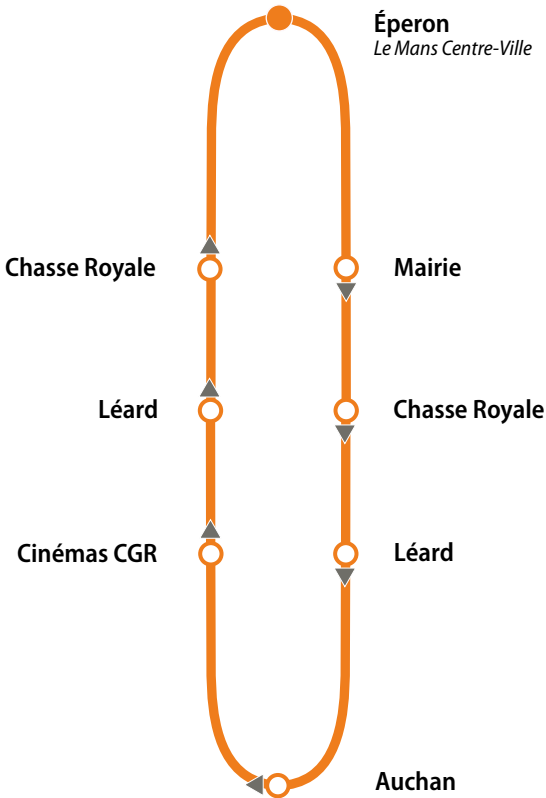 Éperon
Le Mans Centre-Ville
Chasse Royale
Mairie
Léard
Chasse Royale
Cinémas CGR
Léard
Auchan